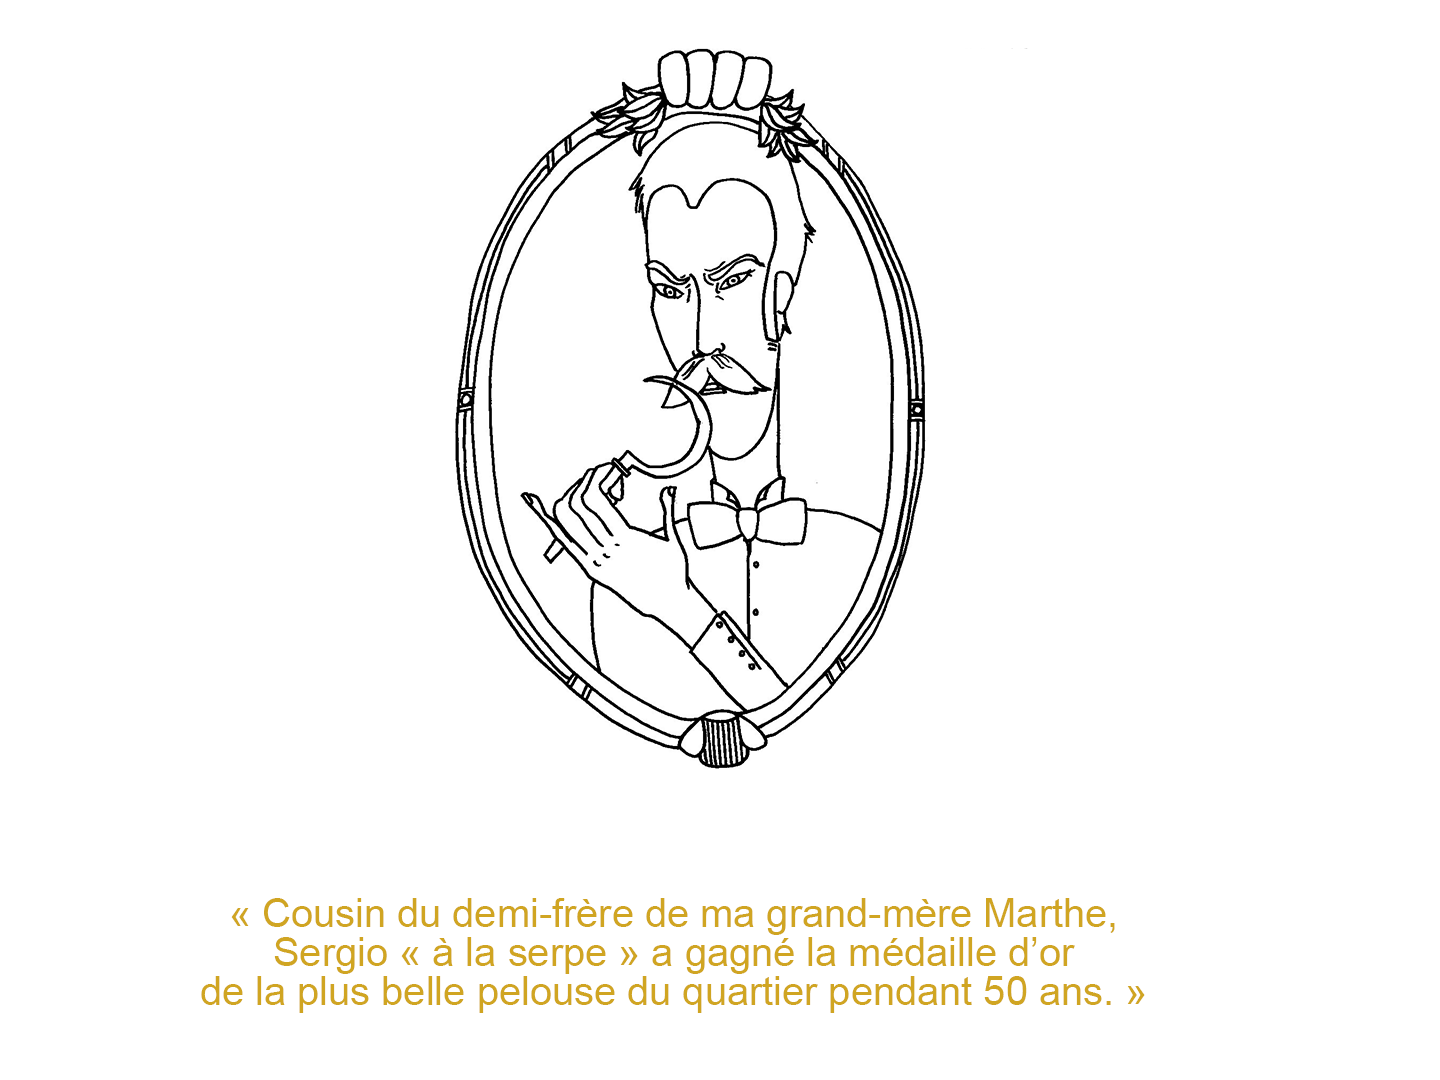 « Cousin du demi-frère de ma grand-mère Marthe,
Sergio « à la serpe » a gagné la médaille d’or
de la plus belle pelouse du quartier pendant 50 ans. »